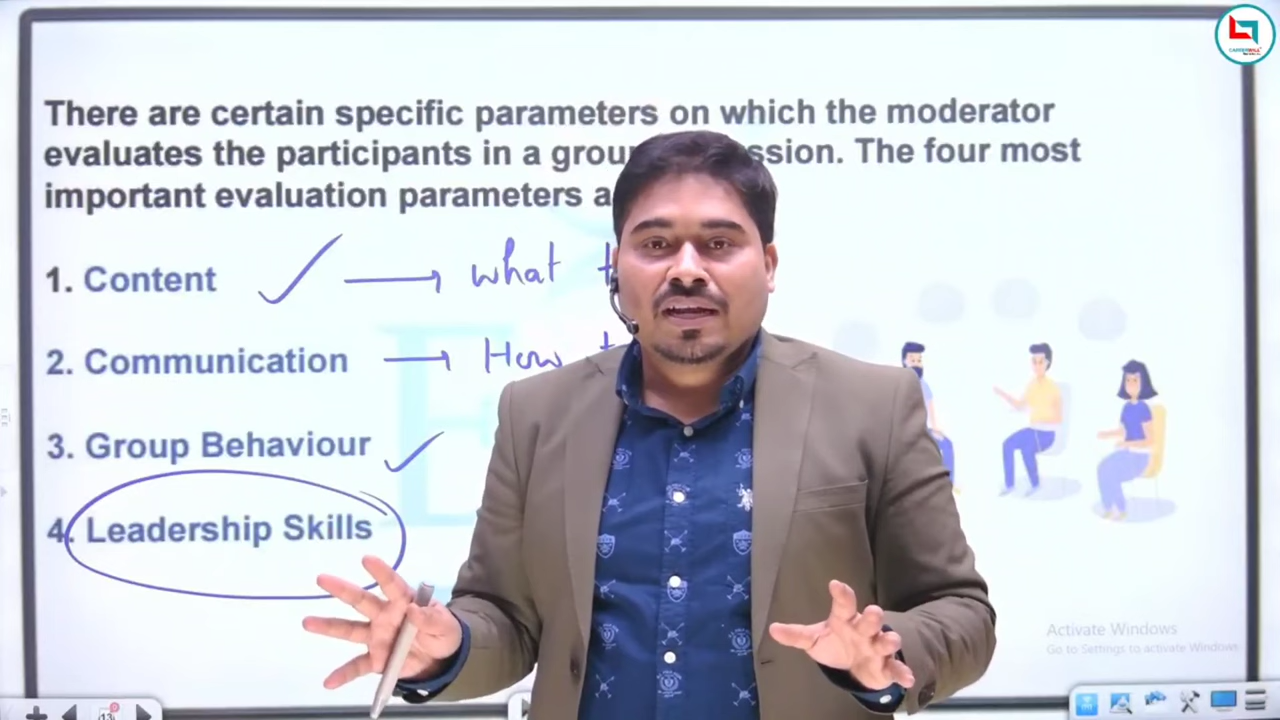 There are certain specific parameters on which the moderator
evaluates the participants in a grou ssion. The four most
important evaluation parameters a
1. Content → what t
2. Communication → How t
3. Group Behaviour
4. Leadership Skills
Activate Windows
Go to Settings to activate Windows.
CAREERWILL
13